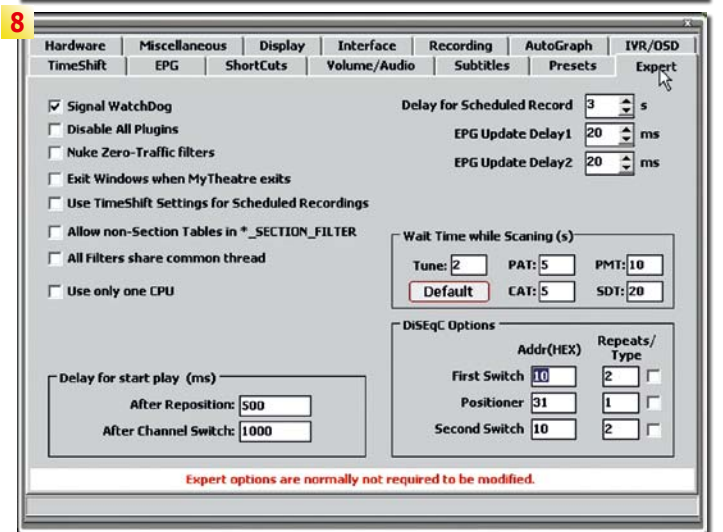 8
Hardware Miscellaneous Display Interface Recording AutoGraph IVR/OSD
TimeShift EPG ShortCuts Volume/Audio Subtitles Presets Expert
Signal WatchDog
Disable All Plugins
Nuke Zero-Traffic filters
Exit Windows when MyTheatre exits
Use TimeShift Settings for Scheduled Recordings
Allow non-Section Tables in *_SECTION_FILTER
All Filters share common thread
Use only one CPU
Delay for Scheduled Record 3 s
EPG Update Delay1 20 ms
EPG Update Delay2 20 ms
Wait Time while Scaning (s)
Tune: 2 PAT: 5 PMT: 10
Default CAT: 5 SDT: 20
DiSEqC Options
Addr(HEX) Repeats/
Type
First Switch 10 2
Positioner 31 1
Second Switch 10 2
Delay for start play (ms)
After Reposition: 500
After Channel Switch: 1000
Expert options are normally not required to be modified.